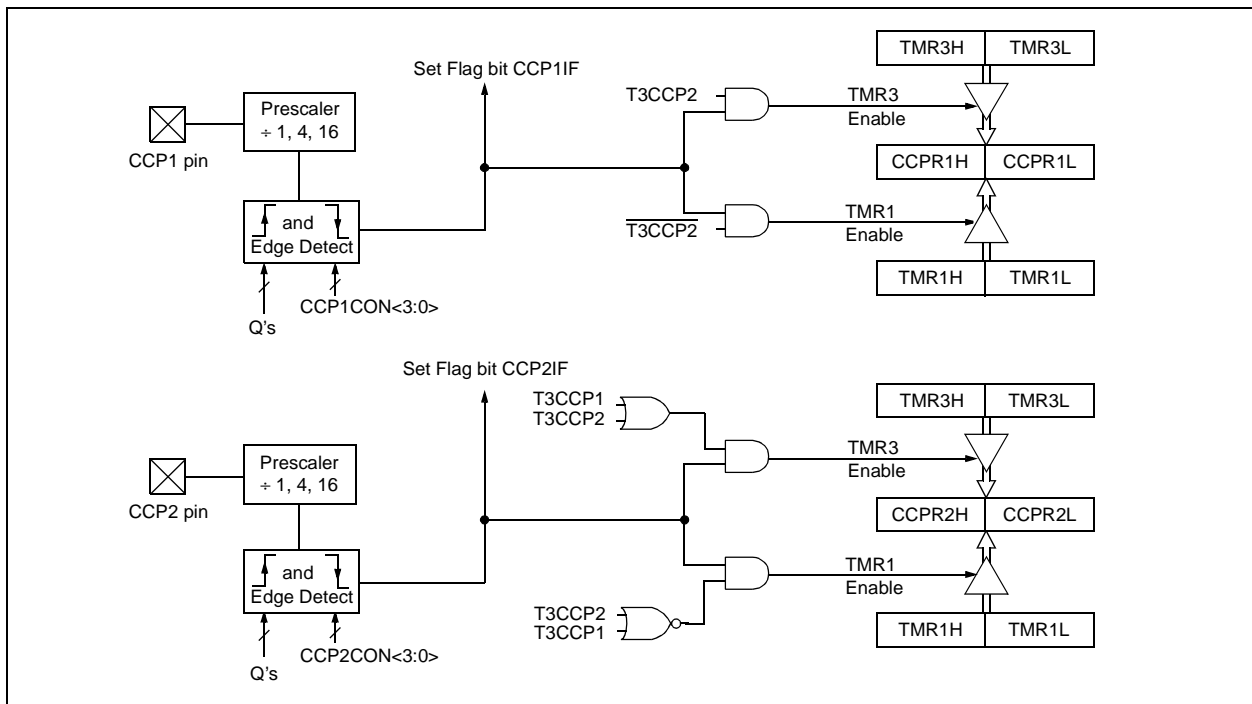 TMR3H TMR3L
Set Flag bit CCP1IF
T3CCP2
TMR3
Enable
Prescaler
÷ 1, 4, 16
CCP1 pin
CCPR1H CCPR1L
and
Edge Detect
T3CCP2
TMR1
Enable
TMR1H TMR1L
CCP1CON<3:0>
Q's
Set Flag bit CCP2IF
T3CCP1
T3CCP2
TMR3H TMR3L
TMR3
Enable
Prescaler
÷ 1, 4, 16
CCP2 pin
CCPR2H CCPR2L
and
Edge Detect
TMR1
Enable
T3CCP2
T3CCP1
TMR1H TMR1L
CCP2CON<3:0>
Q's